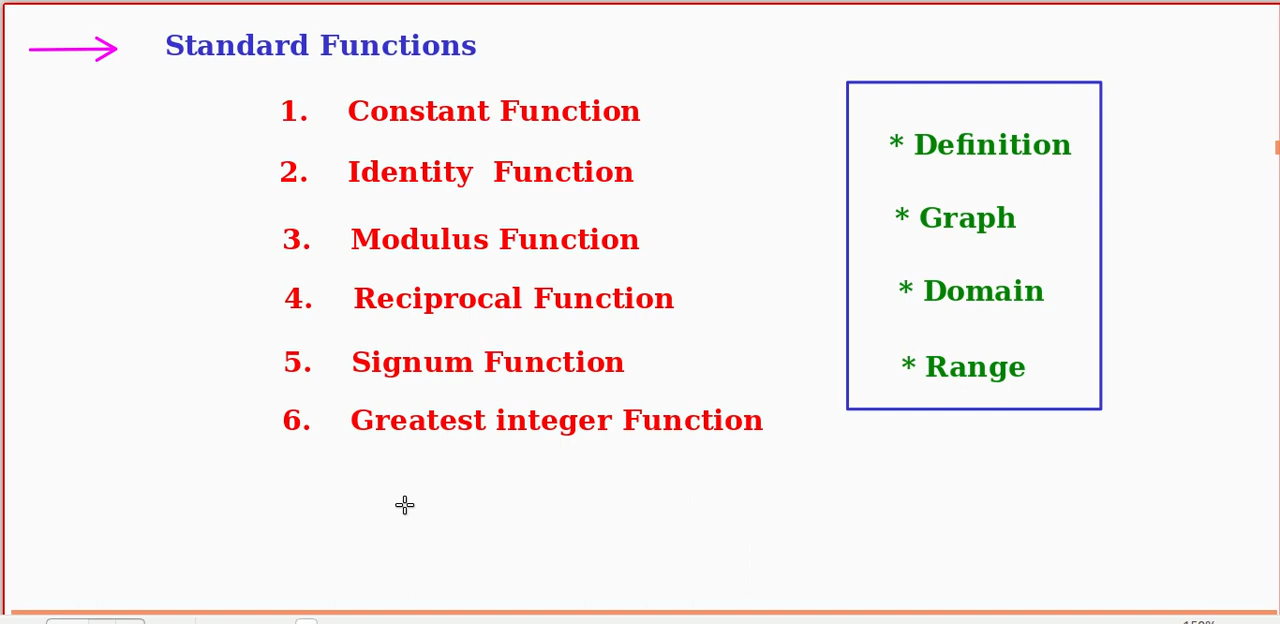 Standard Functions
1. Constant Function
2. Identity Function
3. Modulus Function
4. Reciprocal Function
5. Signum Function
6. Greatest integer Function
* Definition
* Graph
* Domain
* Range